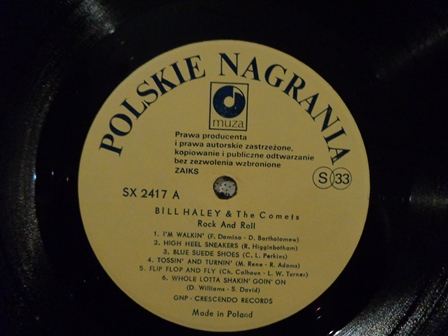 POLSKIE NAGRANIA
muza
Prawa producenta
i prawa autorskie zastrzeżone,
kopiowanie i publiczne odtwarzanie
bez zezwolenia wzbronione
ZAIKS
SX 2417 A
S 33
BILL HALEY & The Comets
Rock And Roll
1. I'M WALKIN' (F. Domino - D. Bartholomew)
2. HIGH HEEL SNEAKERS (R. Higginbotham)
3. BLUE SUEDE SHOES (C. L. Perkins)
4. TOSSIN' AND TURNIN' (M. Rene - R. Adams)
5. FLIP FLOP AND FLY (Ch. Calhoun - L. W. Turner)
6. WHOLE LOTTA SHAKIN' GOIN' ON
(D. Williams - S. David)
GNP - CRESCENDO RECORDS
Made in Poland